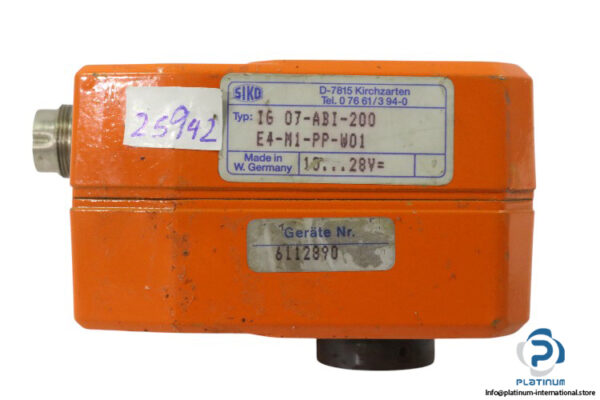 SIKO
D-7815 Kirchzarten
Tel. 0 76 61/3 94-0
Typ: IG 07-ABI-200
E4-M1-PP-W01
Made in
W. Germany
10...28V=
25942
Geräte Nr.
6112890
PLATINUM
Info@platinum-international.store